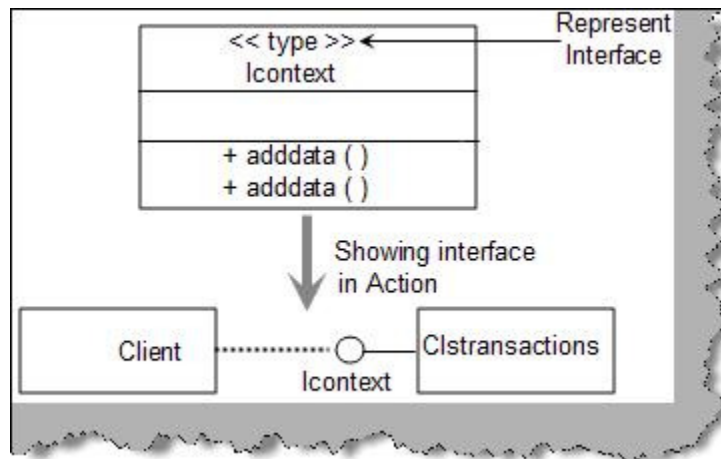 << type >>
Icontext
Represent
Interface
+ adddata ( )
+ adddata ( )
Showing interface
in Action
Client
Icontext
Clstransactions